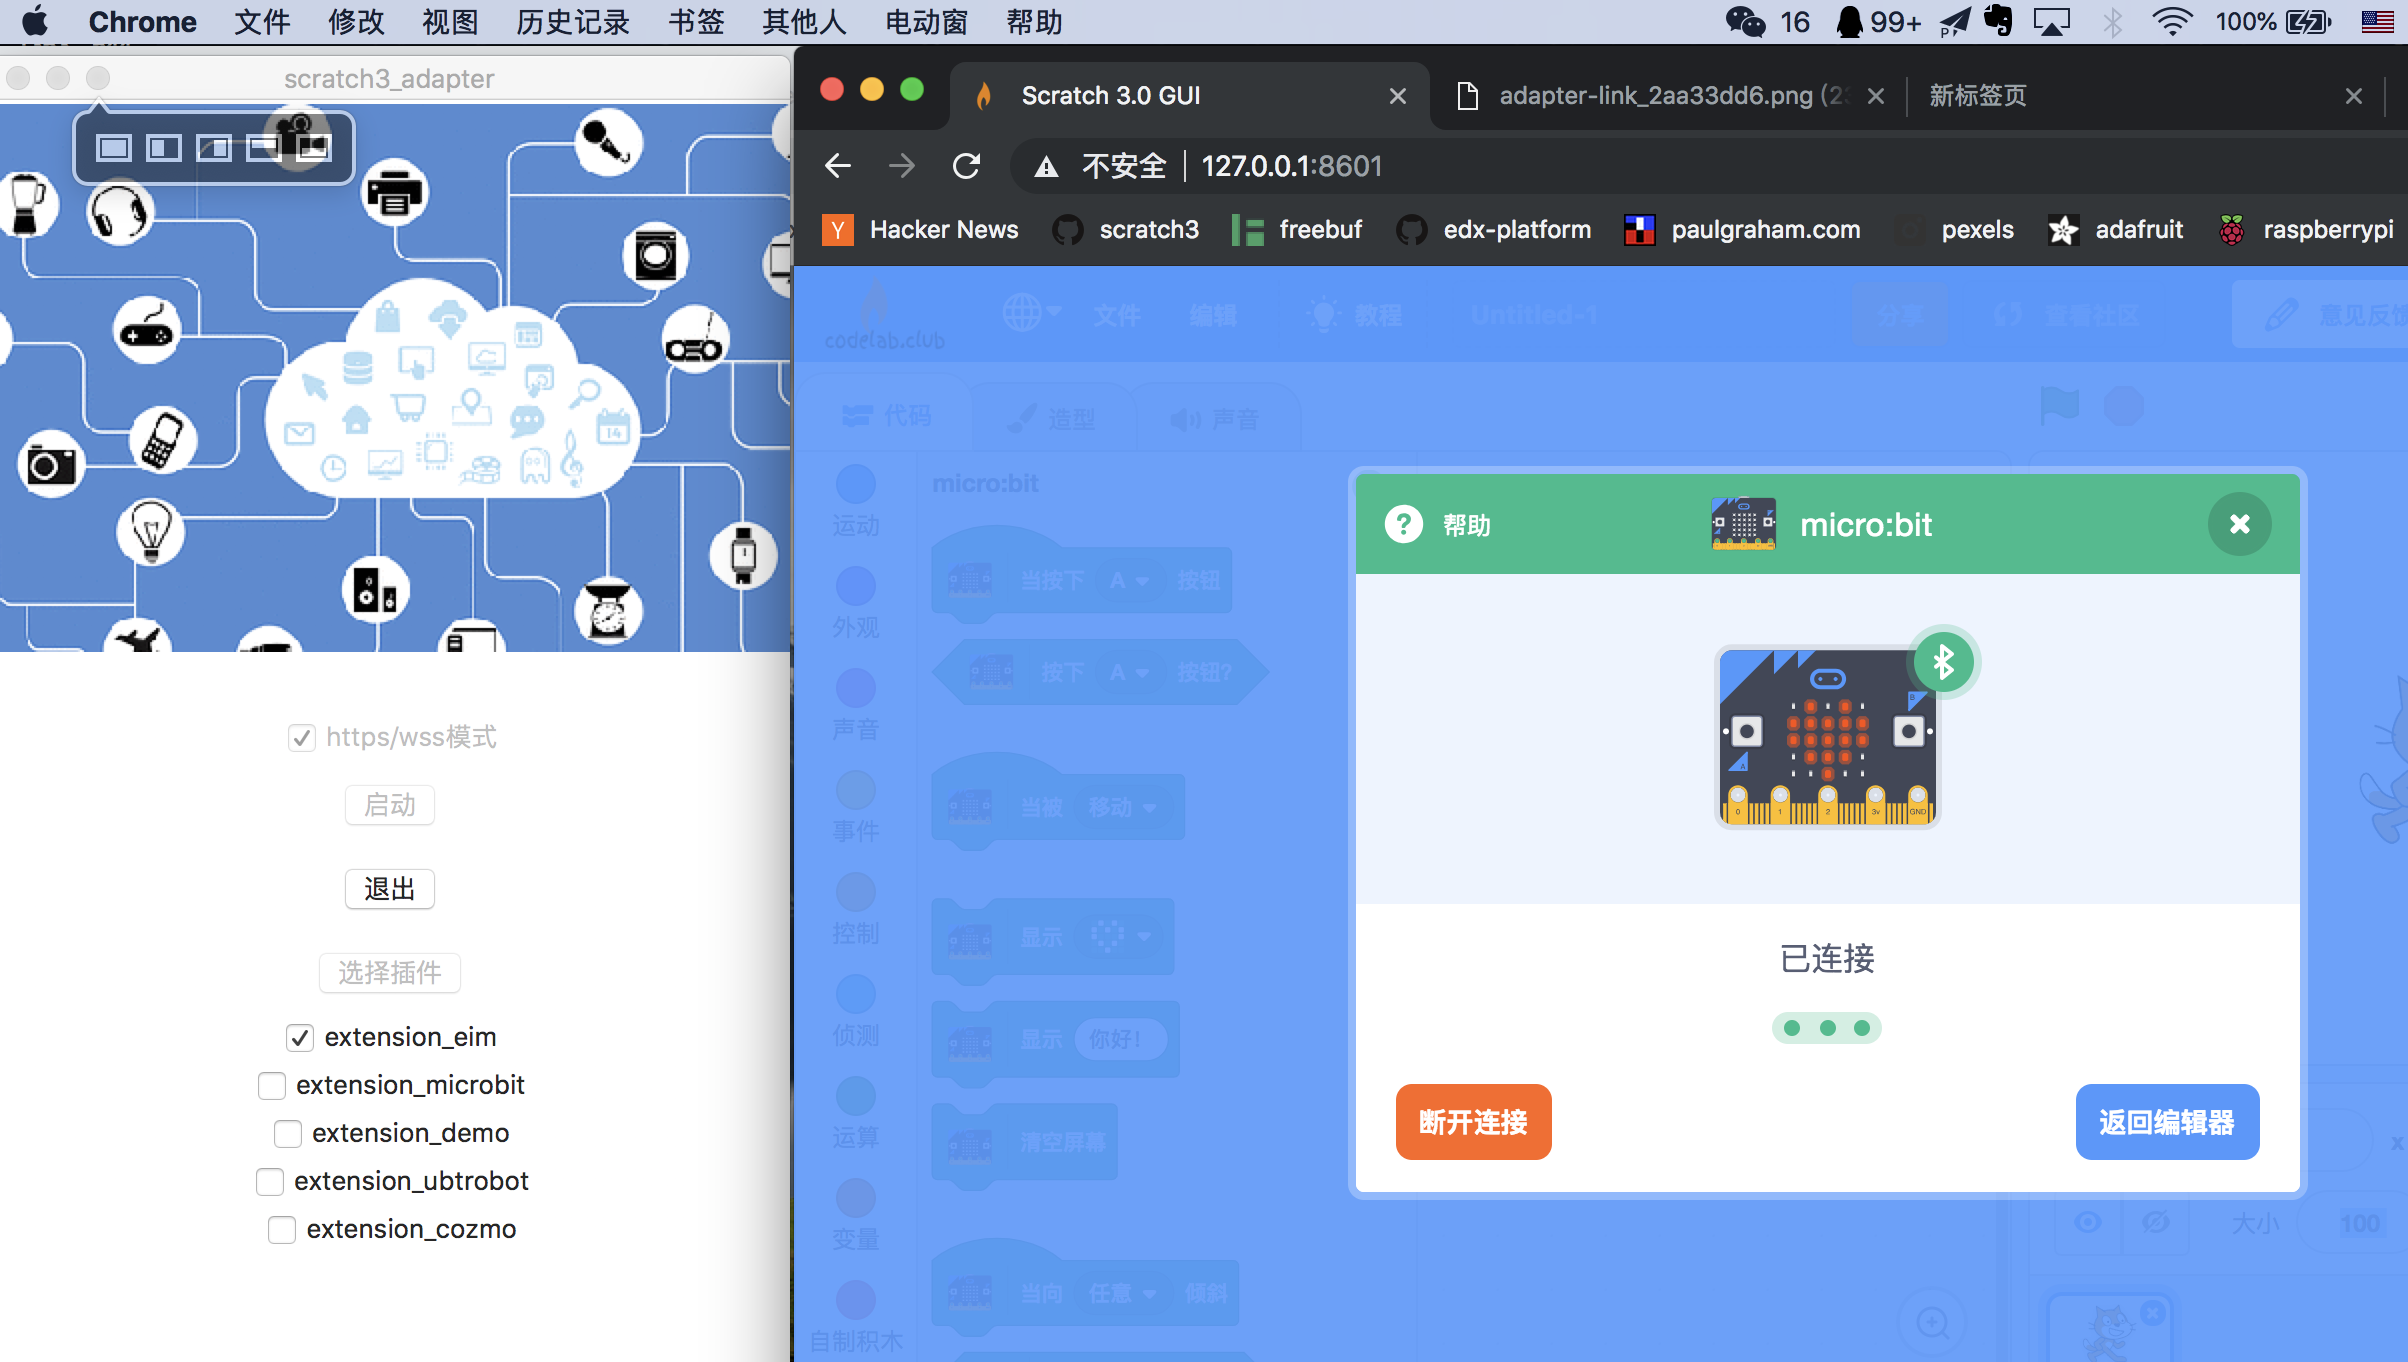 Chrome 文件 修改 视图 历史记录 书签 其他人 电动窗 帮助 16 99+ P 100%
scratch3_adapter
14
https/wss模式
启动
退出
选择插件
extension_eim
extension_microbit
extension_demo
extension_ubtrobot
extension_cozmo
Scratch 3.0 GUI
adapter-link_2aa33dd6.png (23
新标签页
不安全 127.0.0.1:8601
Y Hacker News scratch3 freebuf edx-platform paulgraham.com pexels adafruit raspberrypi
codelab.club 文件 编辑 教程 Untitled-1 分享 查看社区 意见反馈
代码 造型 声音
运动
外观
声音
事件
控制
侦测
运算
变量
自制积木
micro:bit
当按下 A 按钮
按下 A 按钮?
当被 移动
显示
显示 你好!
清空屏幕
当向 任意 倾斜
? 帮助 micro:bit
B
A
0 1 2 3V GND
已连接
断开连接 返回编辑器
x
大小 100